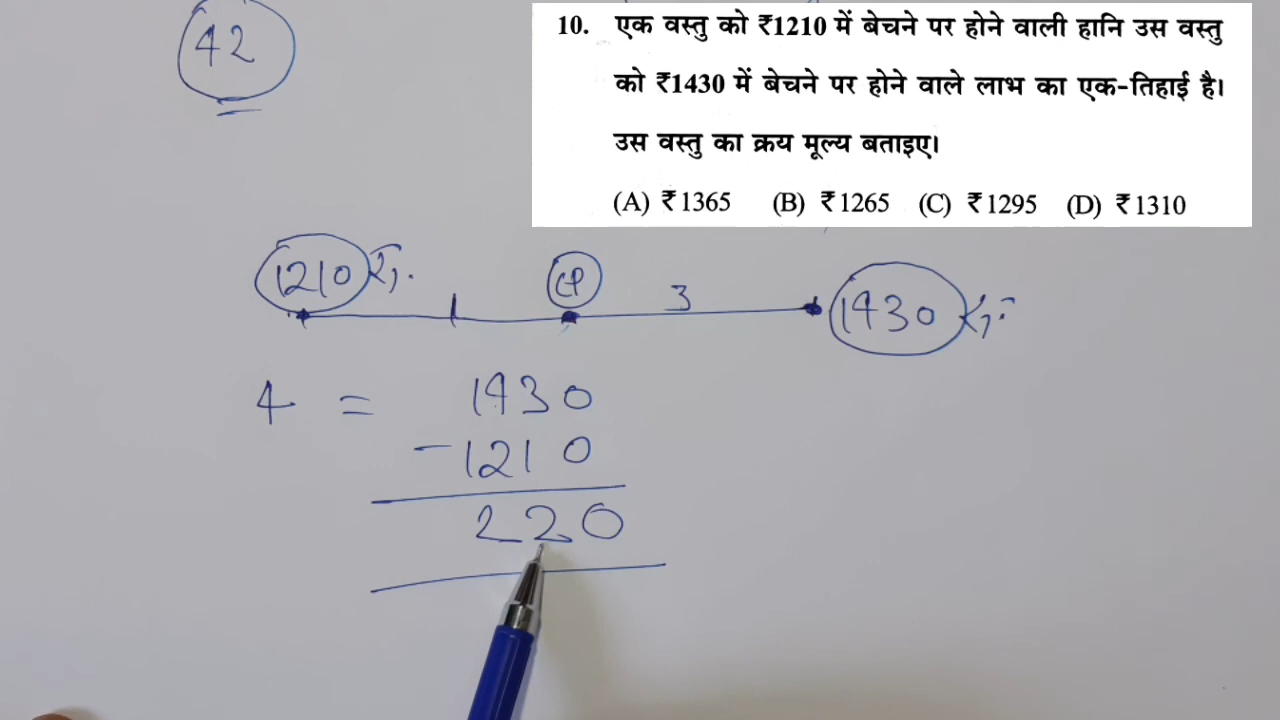 42
10. एक वस्तु को ₹1210 में बेचने पर होने वाली हानि उस वस्तु
को ₹1430 में बेचने पर होने वाले लाभ का एक-तिहाई है।
उस वस्तु का क्रय मूल्य बताइए।
(A) ₹1365 (B) ₹1265 (C) ₹1295 (D) ₹1310
1210 रु. 1 CP 3 1430 रु.
4 = 1430
-1210
220